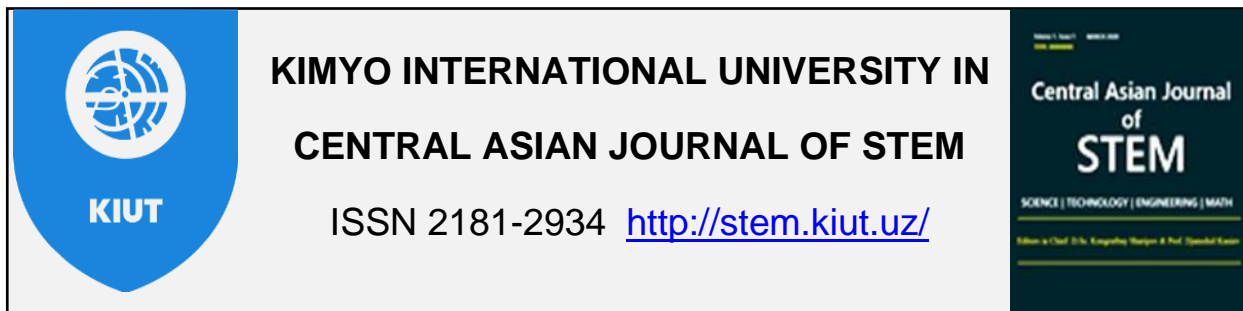 KIUT
KIMYO INTERNATIONAL UNIVERSITY IN
CENTRAL ASIAN JOURNAL OF STEM
ISSN 2181-2934 http://stem.kiut.uz/
Central Asian Journal
of
STEM
SCIENCE | TECHNOLOGY | ENGINEERING | MATH